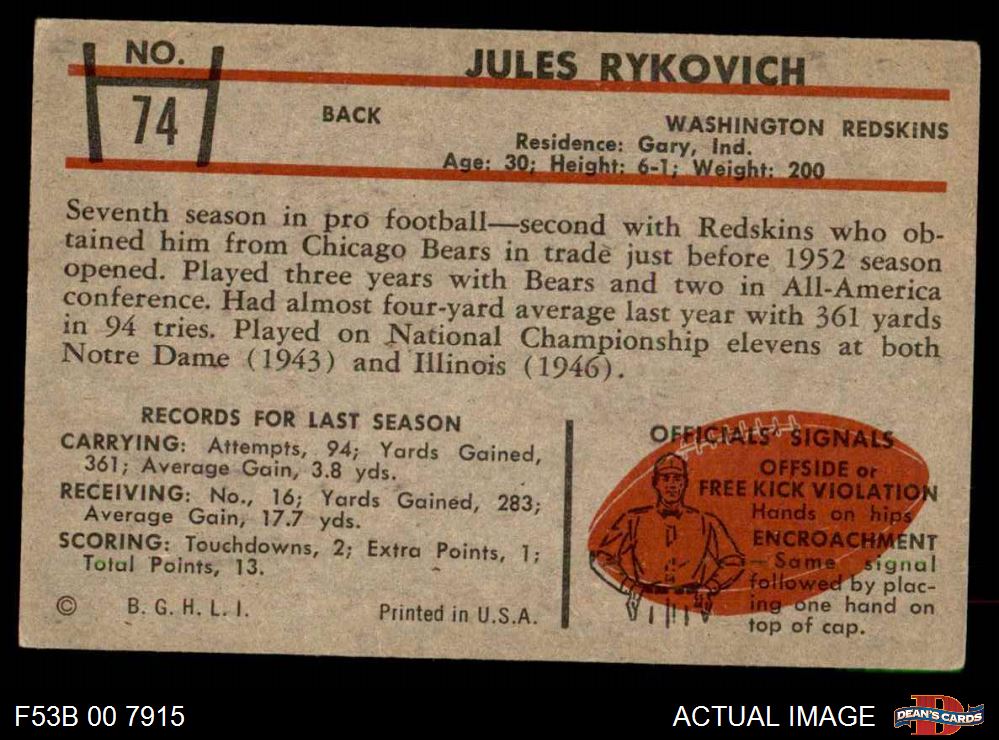 NO.
74
JULES RYKOVICH
BACK
WASHINGTON REDSKINS
Residence: Gary, Ind.
Age: 30; Height: 6-1; Weight: 200
Seventh season in pro football—second with Redskins who ob-
tained him from Chicago Bears in trade just before 1952 season
opened. Played three years with Bears and two in All-America
conference. Had almost four-yard average last year with 361 yards
in 94 tries. Played on National Championship elevens at both
Notre Dame (1943) and Illinois (1946).
RECORDS FOR LAST SEASON
CARRYING: Attempts, 94; Yards Gained,
361; Average Gain, 3.8 yds.
RECEIVING: No., 16; Yards Gained, 283;
Average Gain, 17.7 yds.
SCORING: Touchdowns, 2; Extra Points, 1;
Total Points, 13.
© B. G. H. L. I.
Printed in U.S.A.
OFFICIALS' SIGNALS
OFFSIDE or
FREE KICK VIOLATION
Hands on hips
ENCROACHMENT
—Same signal
followed by plac-
ing one hand on
top of cap.
F53B 00 7915
ACTUAL IMAGE
D
DEAN'S CARDS